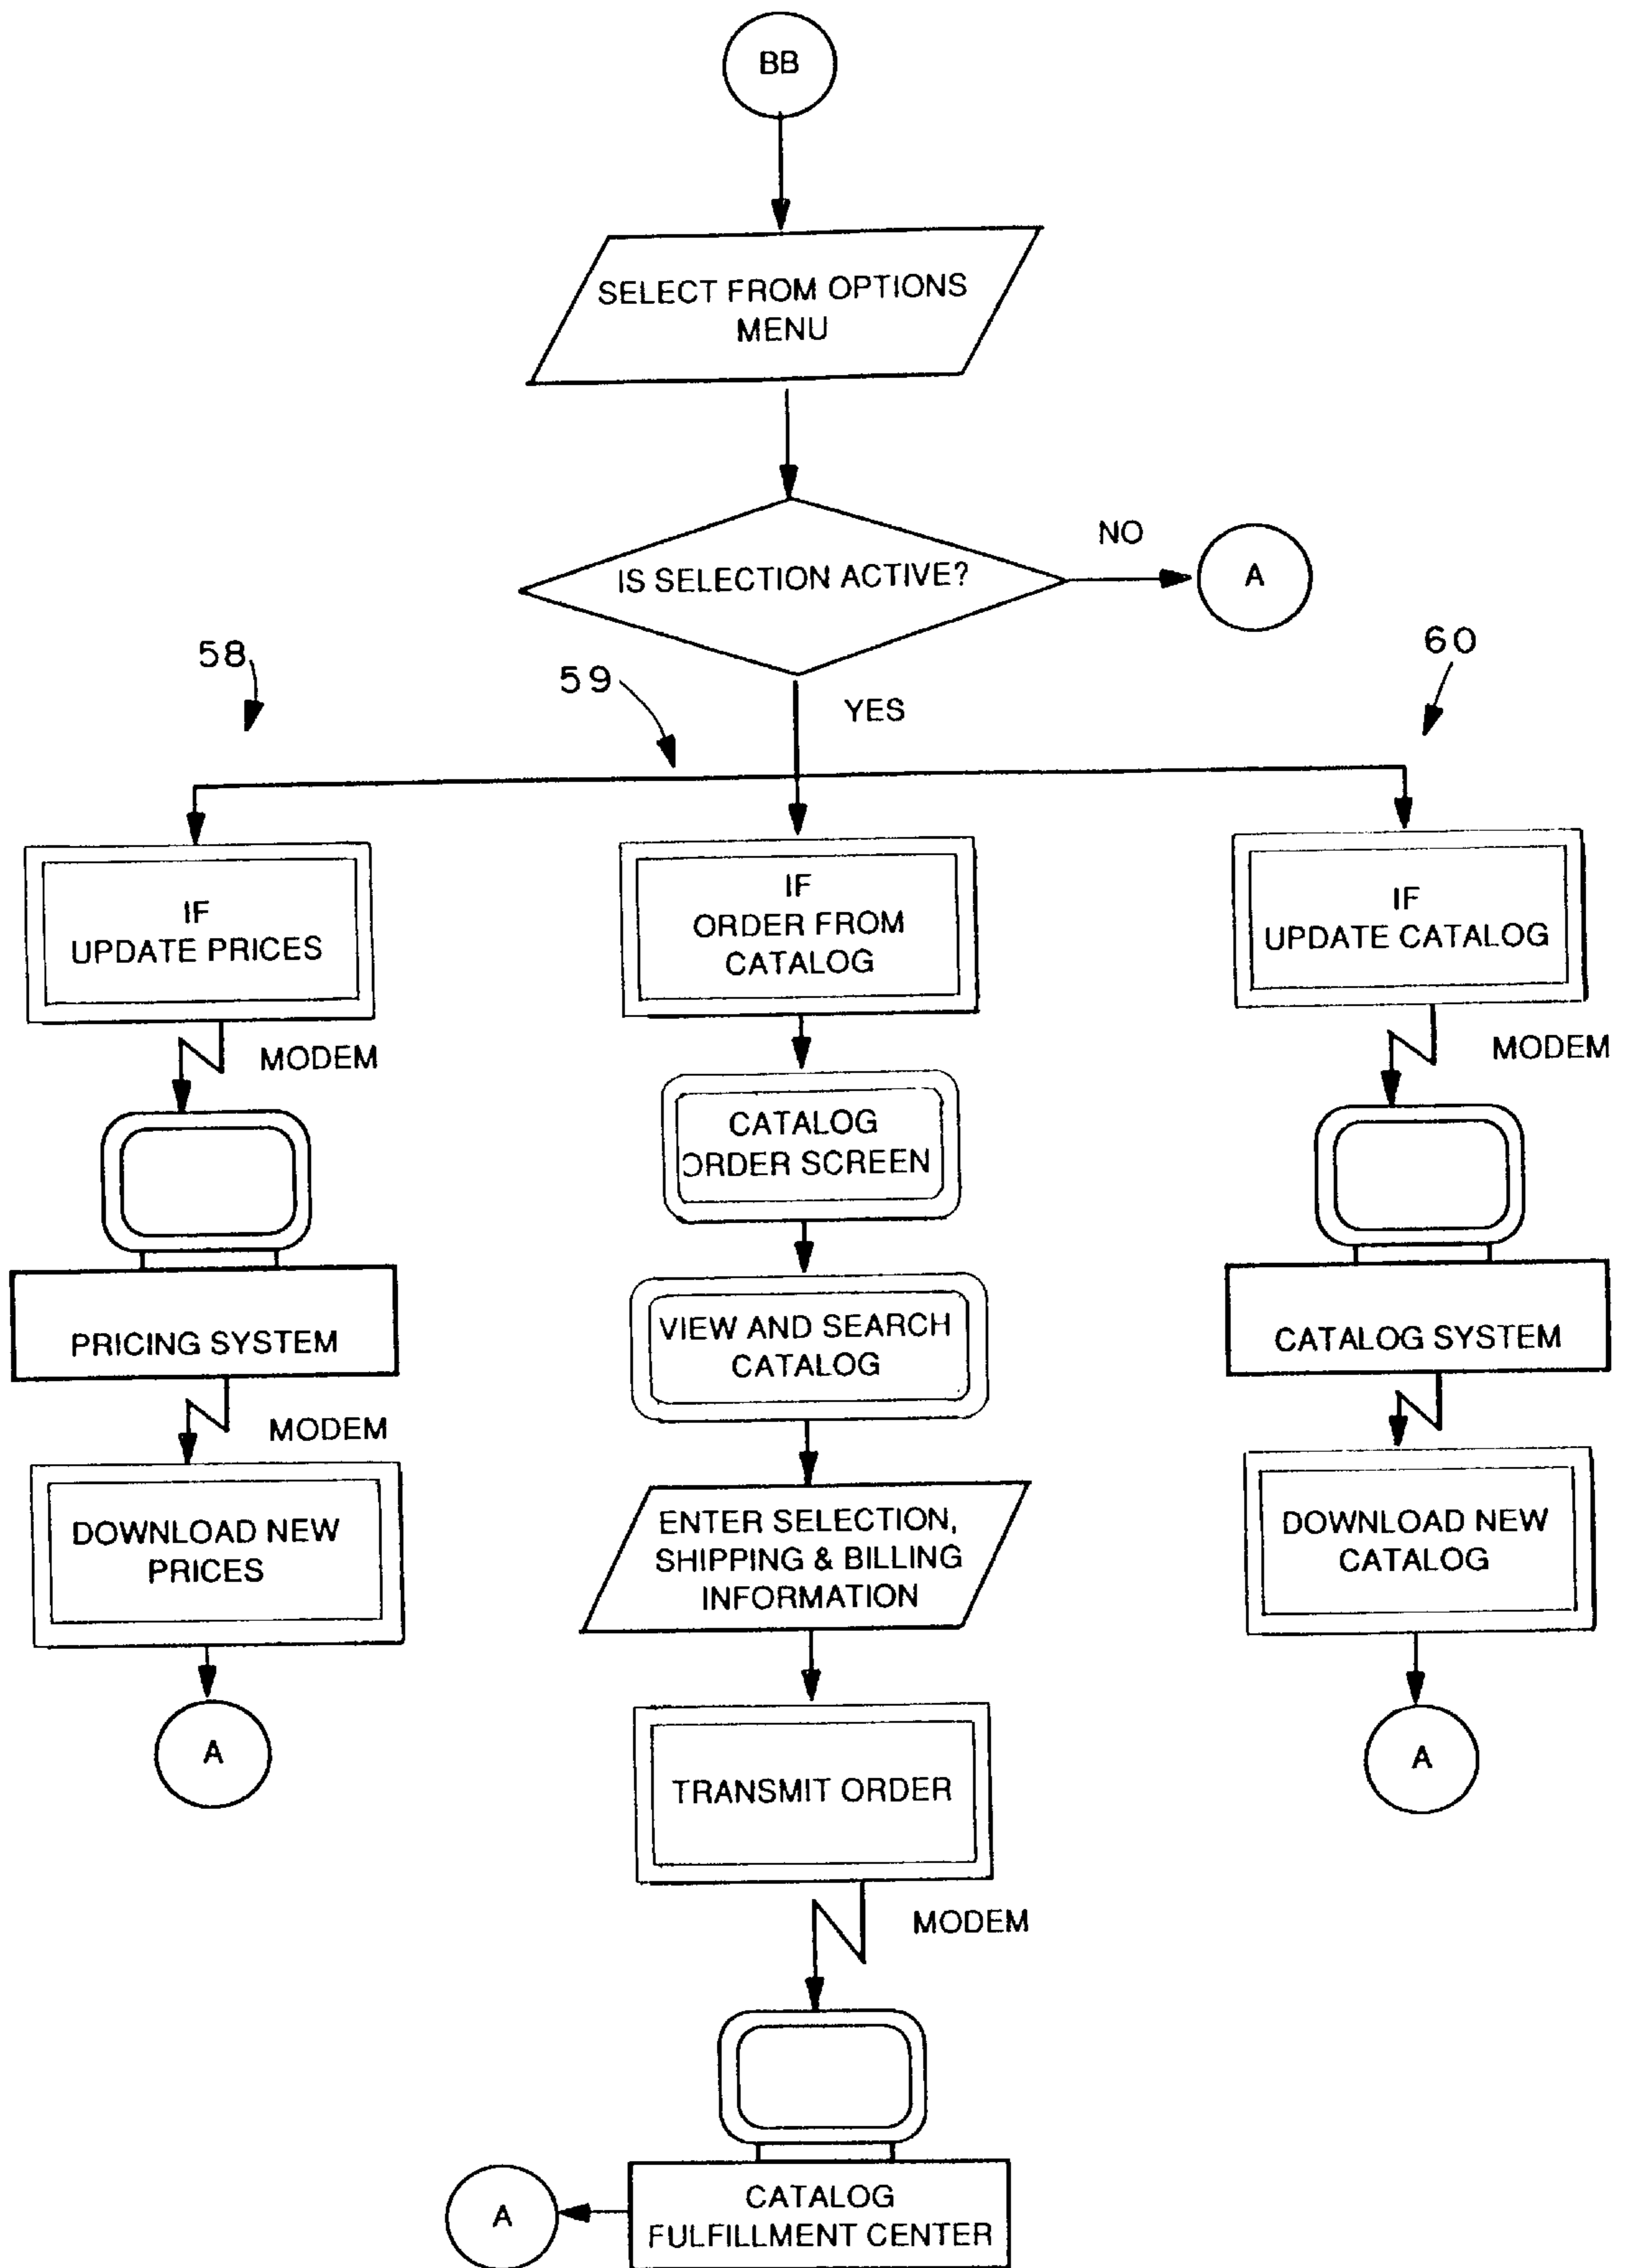 BB
SELECT FROM OPTIONS
MENU
IS SELECTION ACTIVE?
NO
A
58
59
60
YES
IF
UPDATE PRICES
MODEM
PRICING SYSTEM
MODEM
DOWNLOAD NEW
PRICES
A
IF
ORDER FROM
CATALOG
CATALOG
ORDER SCREEN
VIEW AND SEARCH
CATALOG
ENTER SELECTION,
SHIPPING & BILLING
INFORMATION
TRANSMIT ORDER
MODEM
CATALOG
FULFILLMENT CENTER
A
IF
UPDATE CATALOG
MODEM
CATALOG SYSTEM
DOWNLOAD NEW
CATALOG
A